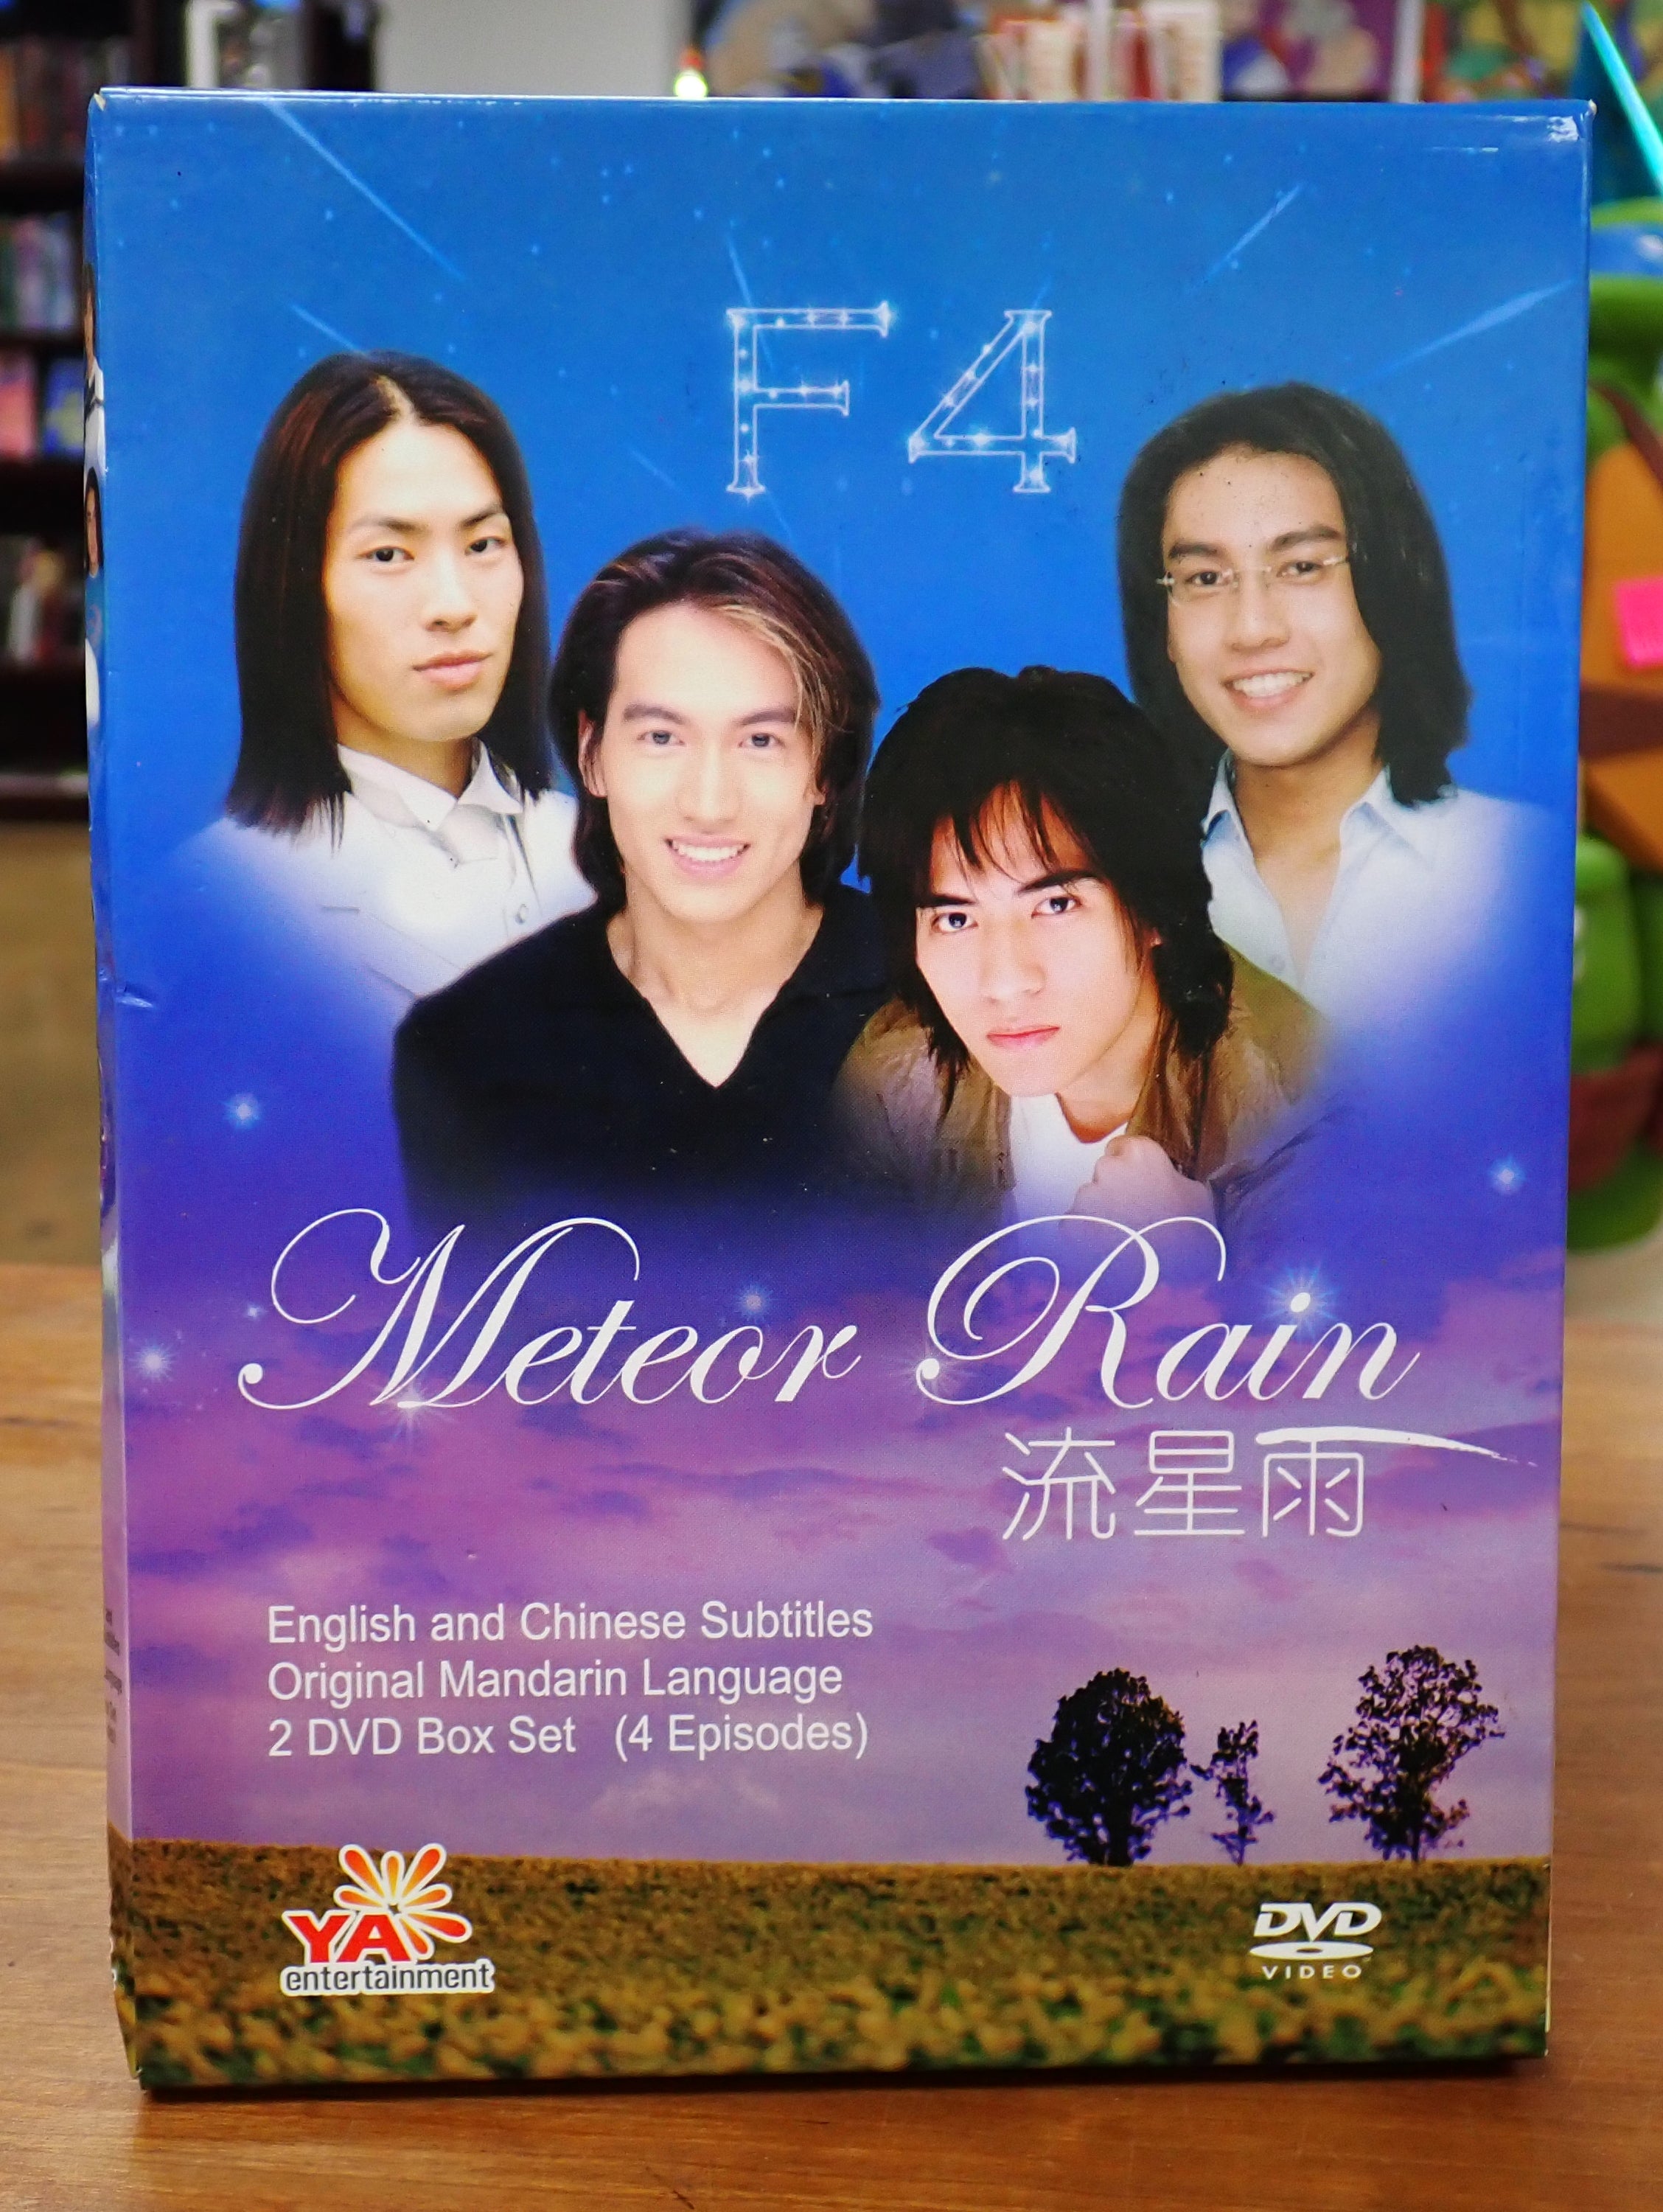 F4
Meteor Rain
流星雨
English and Chinese Subtitles
Original Mandarin Language
2 DVD Box Set (4 Episodes)
YA
entertainment
DVD
VIDEO